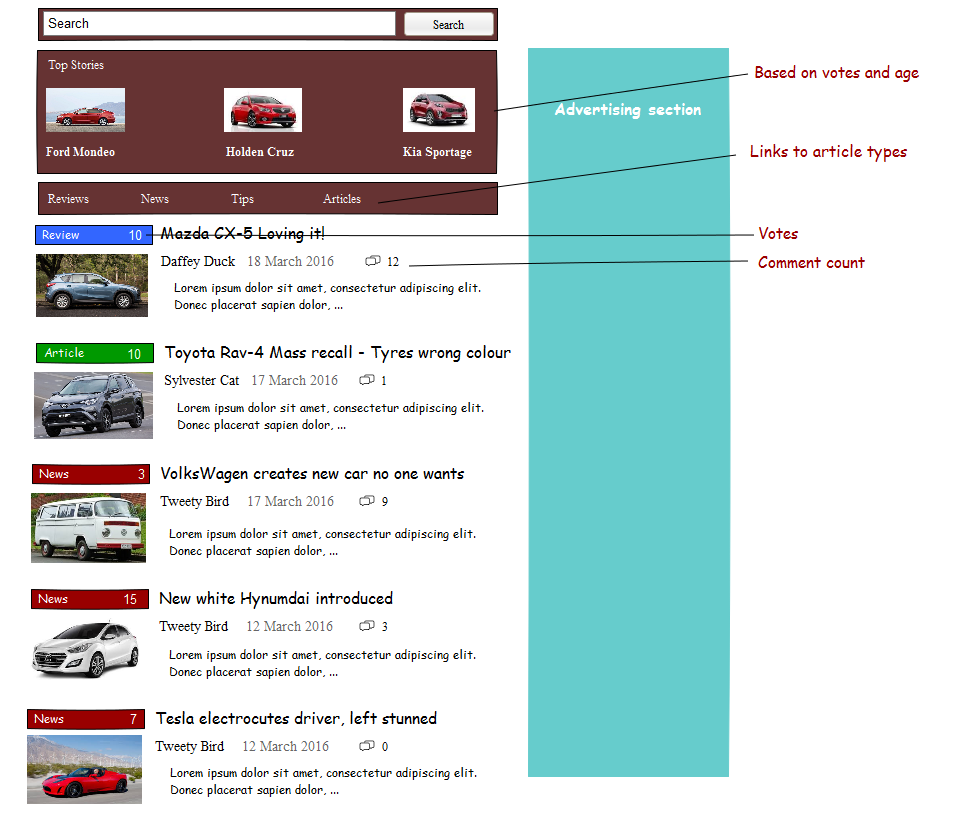 Search Search
Top Stories
Ford Mondeo Holden Cruz Kia Sportage
Reviews News Tips Articles
Review 10 Mazda CX-5 Loving it!
Daffey Duck 18 March 2016 12
Lorem ipsum dolor sit amet, consectetur adipiscing elit.
Donec placerat sapien dolor, ...
Article 10 Toyota Rav-4 Mass recall - Tyres wrong colour
Sylvester Cat 17 March 2016 1
Lorem ipsum dolor sit amet, consectetur adipiscing elit.
Donec placerat sapien dolor, ...
News 3 VolksWagen creates new car no one wants
Tweety Bird 17 March 2016 9
Lorem ipsum dolor sit amet, consectetur adipiscing elit.
Donec placerat sapien dolor, ...
News 15 New white Hynumdai introduced
Tweety Bird 12 March 2016 3
Lorem ipsum dolor sit amet, consectetur adipiscing elit.
Donec placerat sapien dolor, ...
News 7 Tesla electrocutes driver, left stunned
Tweety Bird 12 March 2016 0
Lorem ipsum dolor sit amet, consectetur adipiscing elit.
Donec placerat sapien dolor, ...
Advertising section
Based on votes and age
Links to article types
Votes
Comment count